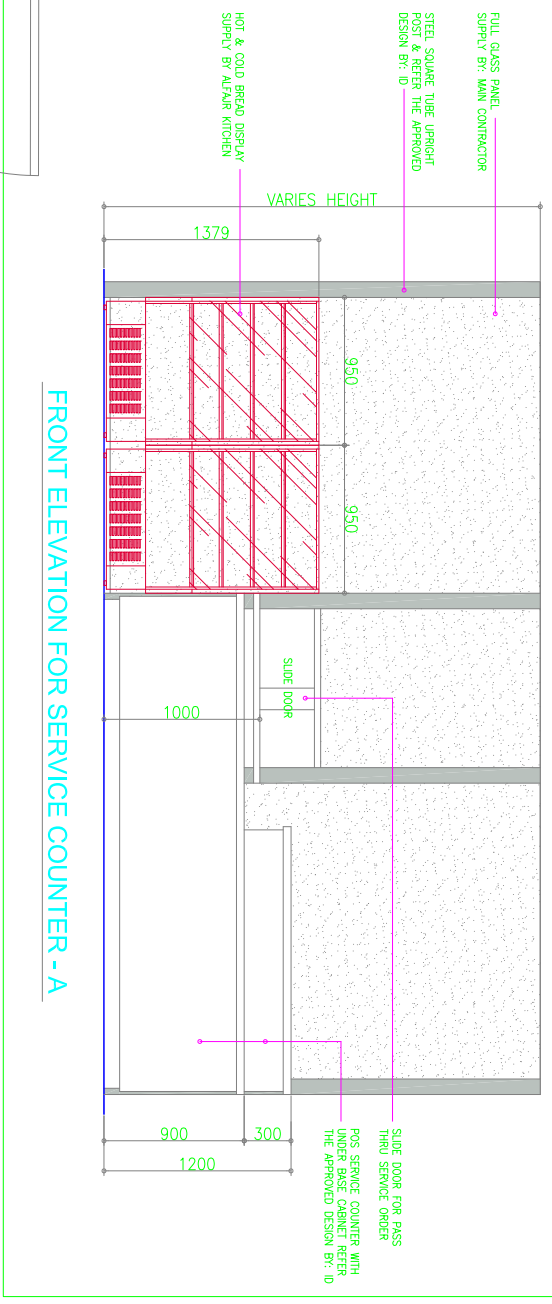 FULL GLASS PANEL
SUPPLY BY: MAIN CONTRACTOR
STEEL SQUARE TUBE UPRIGHT
POST & REFER THE APPROVED
DESIGN BY: ID
HOT & COLD BREAD DISPLAY
SUPPLY BY ALFAJR KITCHEN
VARIES HEIGHT
1379
950
950
SLIDE DOOR
1000
SLIDE DOOR FOR PASS
THRU SERVICE ORDER
POS SERVICE COUNTER WITH
UNDER BASE CABINET REFER
THE APPROVED DESIGN BY: ID
900
300
1200
FRONT ELEVATION FOR SERVICE COUNTER - A